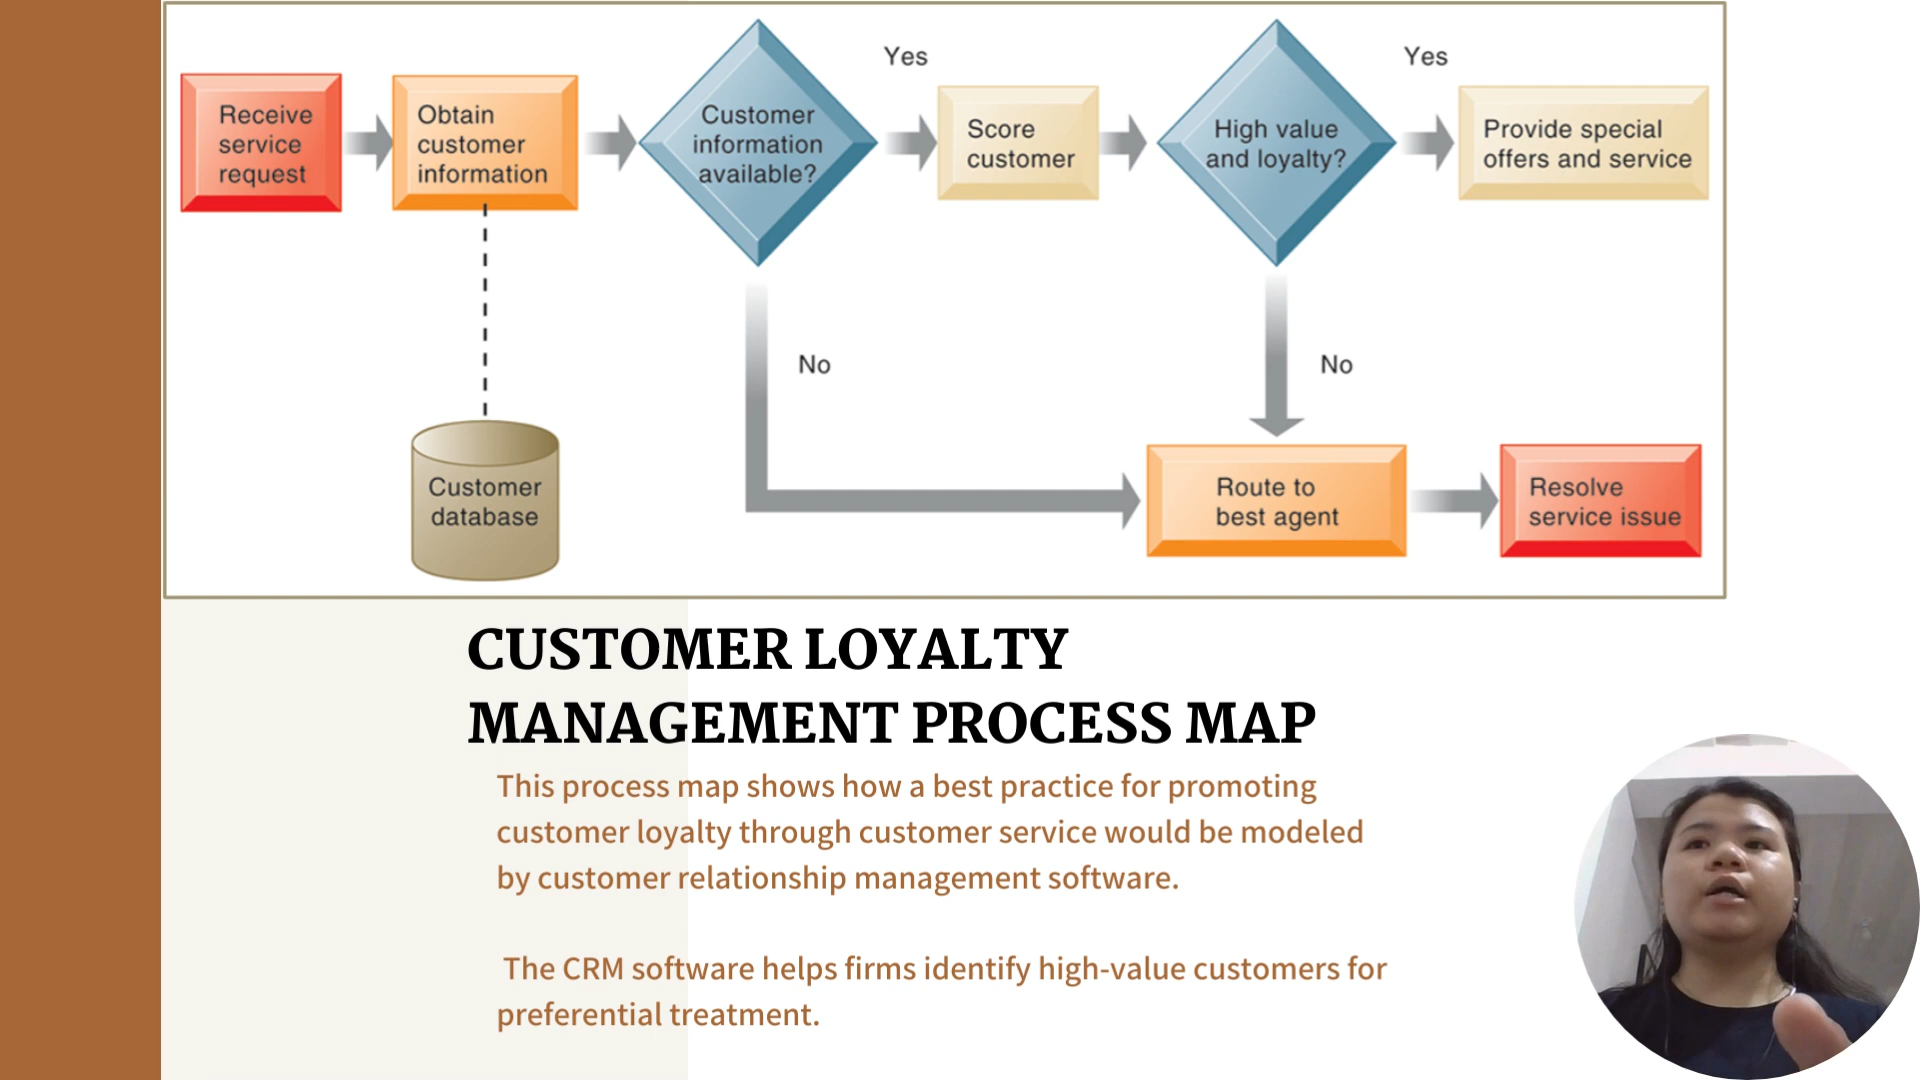 Receive
service
request
Obtain
customer
information
Customer
information
available?
Yes
Score
customer
High value
and loyalty?
Yes
Provide special
offers and service
No
No
Customer
database
Route to
best agent
Resolve
service issue
CUSTOMER LOYALTY
MANAGEMENT PROCESS MAP
This process map shows how a best practice for promoting
customer loyalty through customer service would be modeled
by customer relationship management software.
The CRM software helps firms identify high-value customers for
preferential treatment.